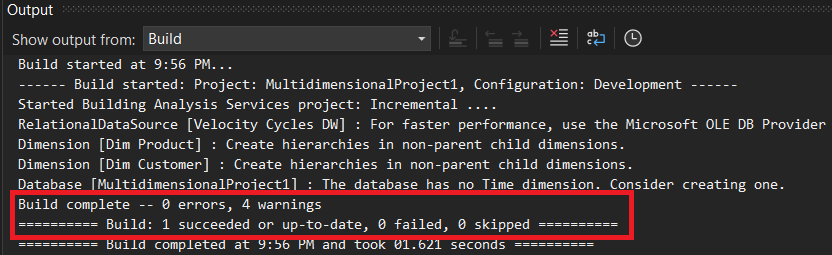 Output
Show output from: Build
Build started at 9:56 PM...
------ Build started: Project: MultidimensionalProject1, Configuration: Development ------
Started Building Analysis Services project: Incremental ....
RelationalDataSource [Velocity Cycles DW] : For faster performance, use the Microsoft OLE DB Provider
Dimension [Dim Product] : Create hierarchies in non-parent child dimensions.
Dimension [Dim Customer] : Create hierarchies in non-parent child dimensions.
Database [MultidimensionalProject1] : The database has no Time dimension. Consider creating one.
Build complete -- 0 errors, 4 warnings
========== Build: 1 succeeded or up-to-date, 0 failed, 0 skipped ==========
========== Build completed at 9:56 PM and took 01.621 seconds ==========